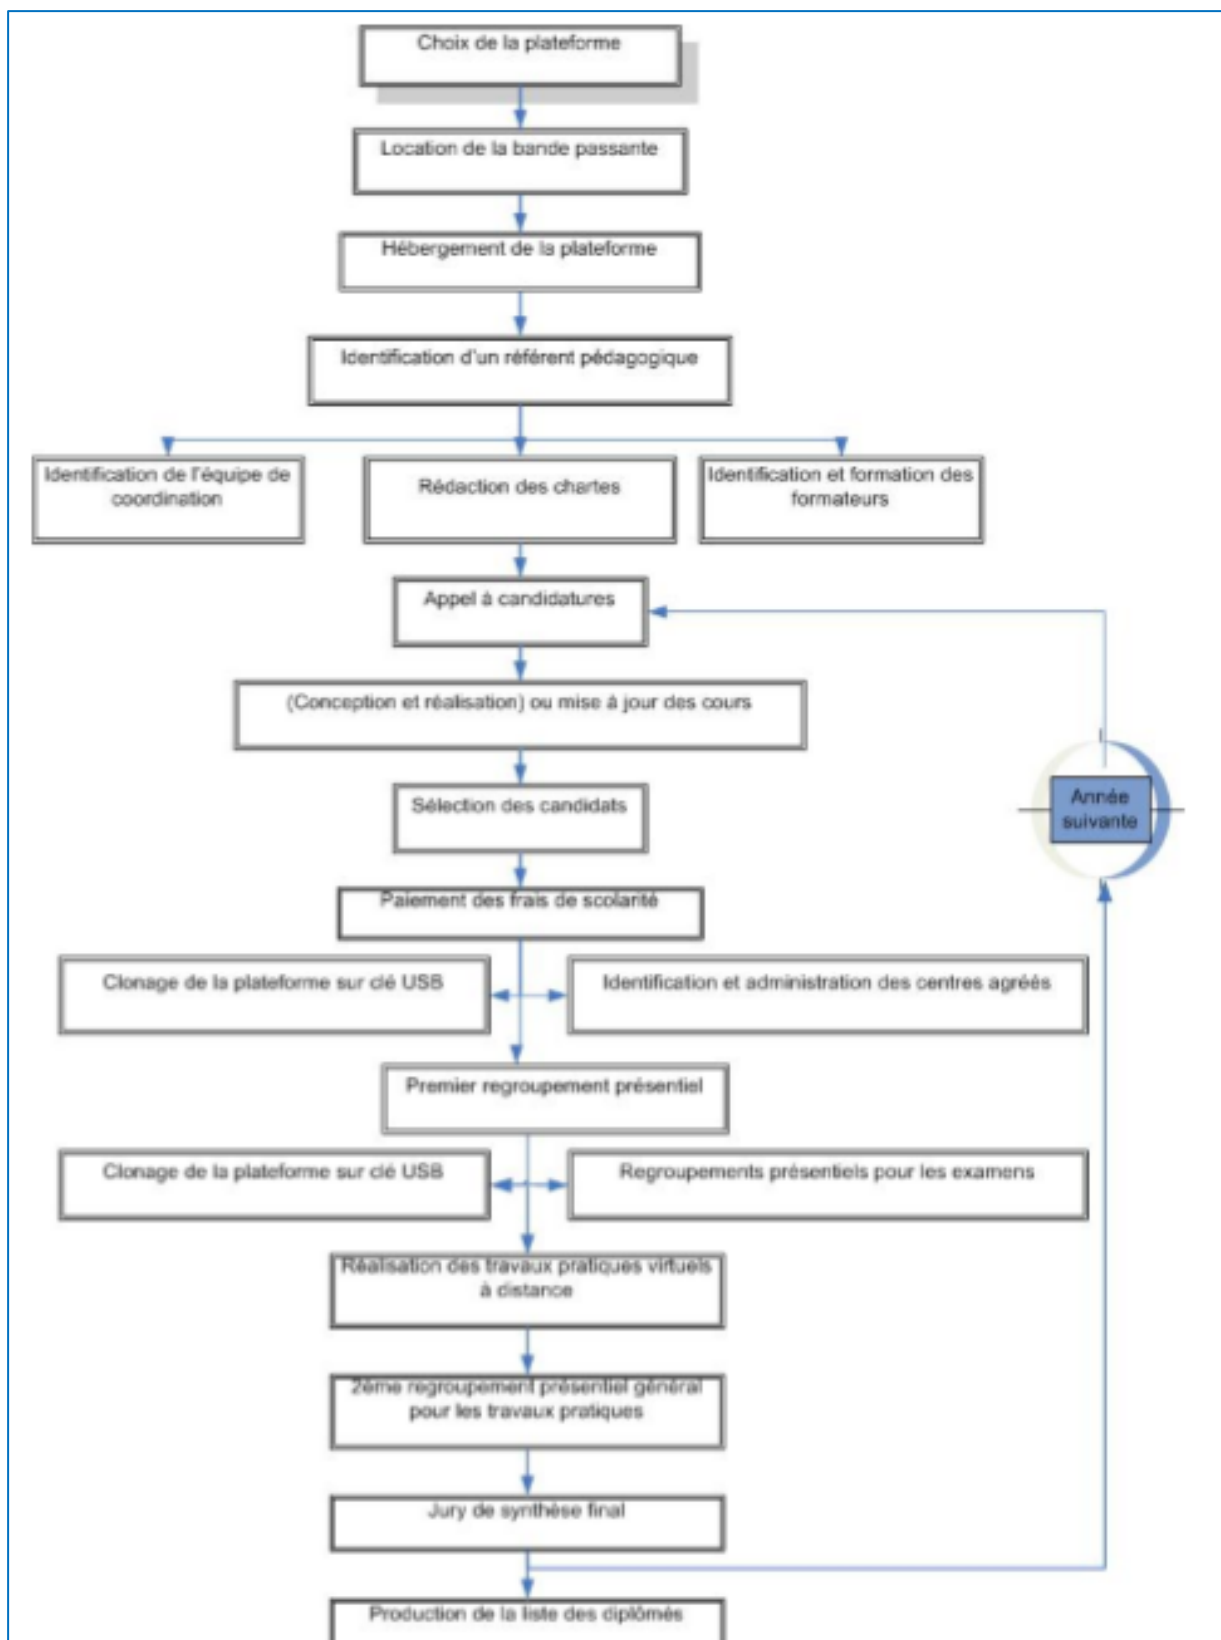 Choix de la plateforme
Location de la bande passante
Hébergement de la plateforme
Identification d'un référent pédagogique
Identification de l'équipe de
coordination
Rédaction des chartes
Identification et formation des
formateurs
Appel à candidatures
(Conception et réalisation) ou mise à jour des cours
Sélection des candidats
Année
suivante
Paiement des frais de scolarité
Clonage de la plateforme sur clé USB
Identification et administration des centres agréés
Premier regroupement présentiel
Clonage de la plateforme sur clé USB
Regroupements présentiels pour les examens
Réalisation des travaux pratiques virtuels
à distance
2ème regroupement présentiel général
pour les travaux pratiques
Jury de synthèse final
Production de la liste des diplômés